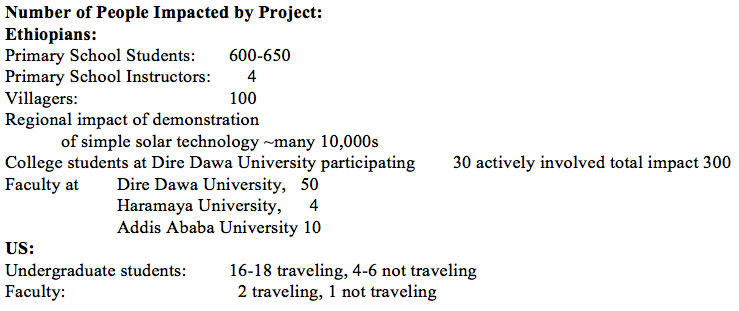 Number of People Impacted by Project:
Ethiopians:
Primary School Students: 600-650
Primary School Instructors: 4
Villagers: 100
Regional impact of demonstration
of simple solar technology ~many 10,000s
College students at Dire Dawa University participating 30 actively involved total impact 300
Faculty at Dire Dawa University, 50
Haramaya University, 4
Addis Ababa University 10
US:
Undergraduate students: 16-18 traveling, 4-6 not traveling
Faculty: 2 traveling, 1 not traveling